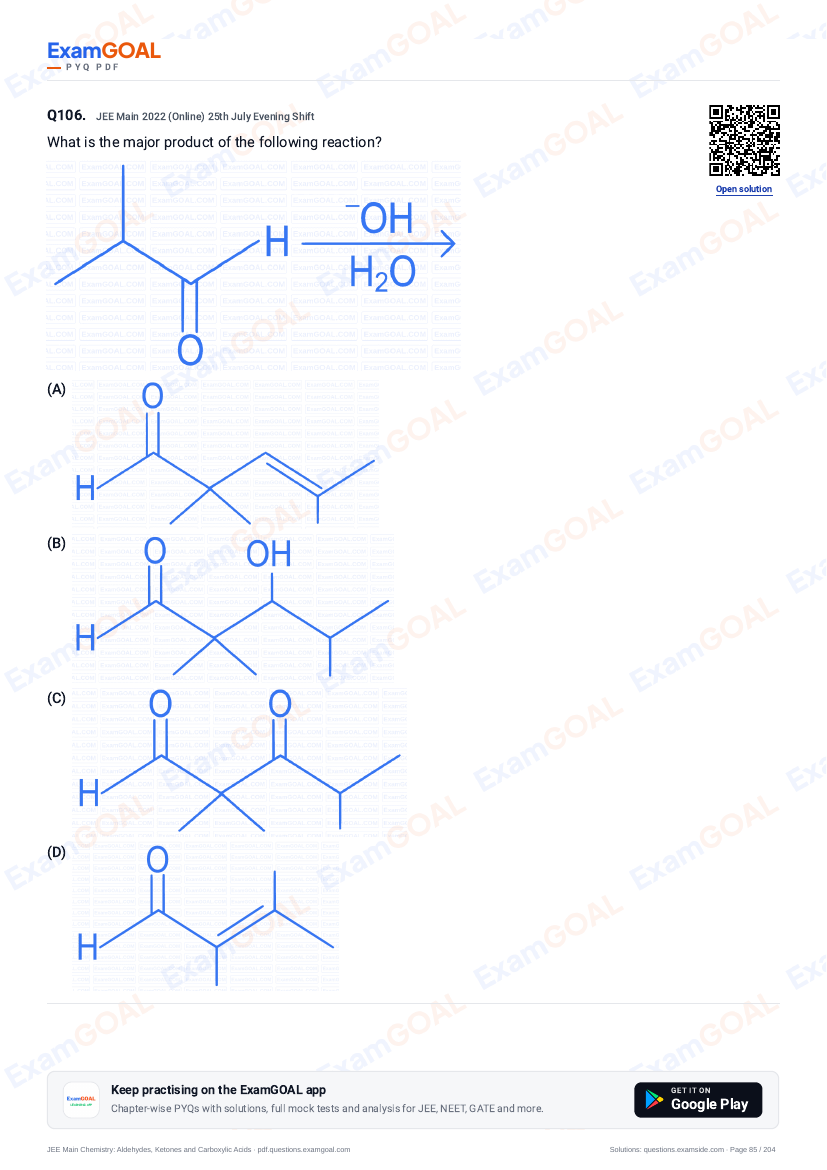 ExamGOAL
PYQ PDF
Q106. JEE Main 2022 (Online) 25th July Evening Shift
What is the major product of the following reaction?
Open solution
H
O
⁻OH
H₂O
(A)
O
H
(B)
O
OH
H
(C)
O
O
H
(D)
O
H
Keep practising on the ExamGOAL app
Chapter-wise PYQs with solutions, full mock tests and analysis for JEE, NEET, GATE and more.
GET IT ON
Google Play
JEE Main Chemistry: Aldehydes, Ketones and Carboxylic Acids · pdf.questions.examgoal.com
Solutions: questions.examside.com · Page 85 / 204